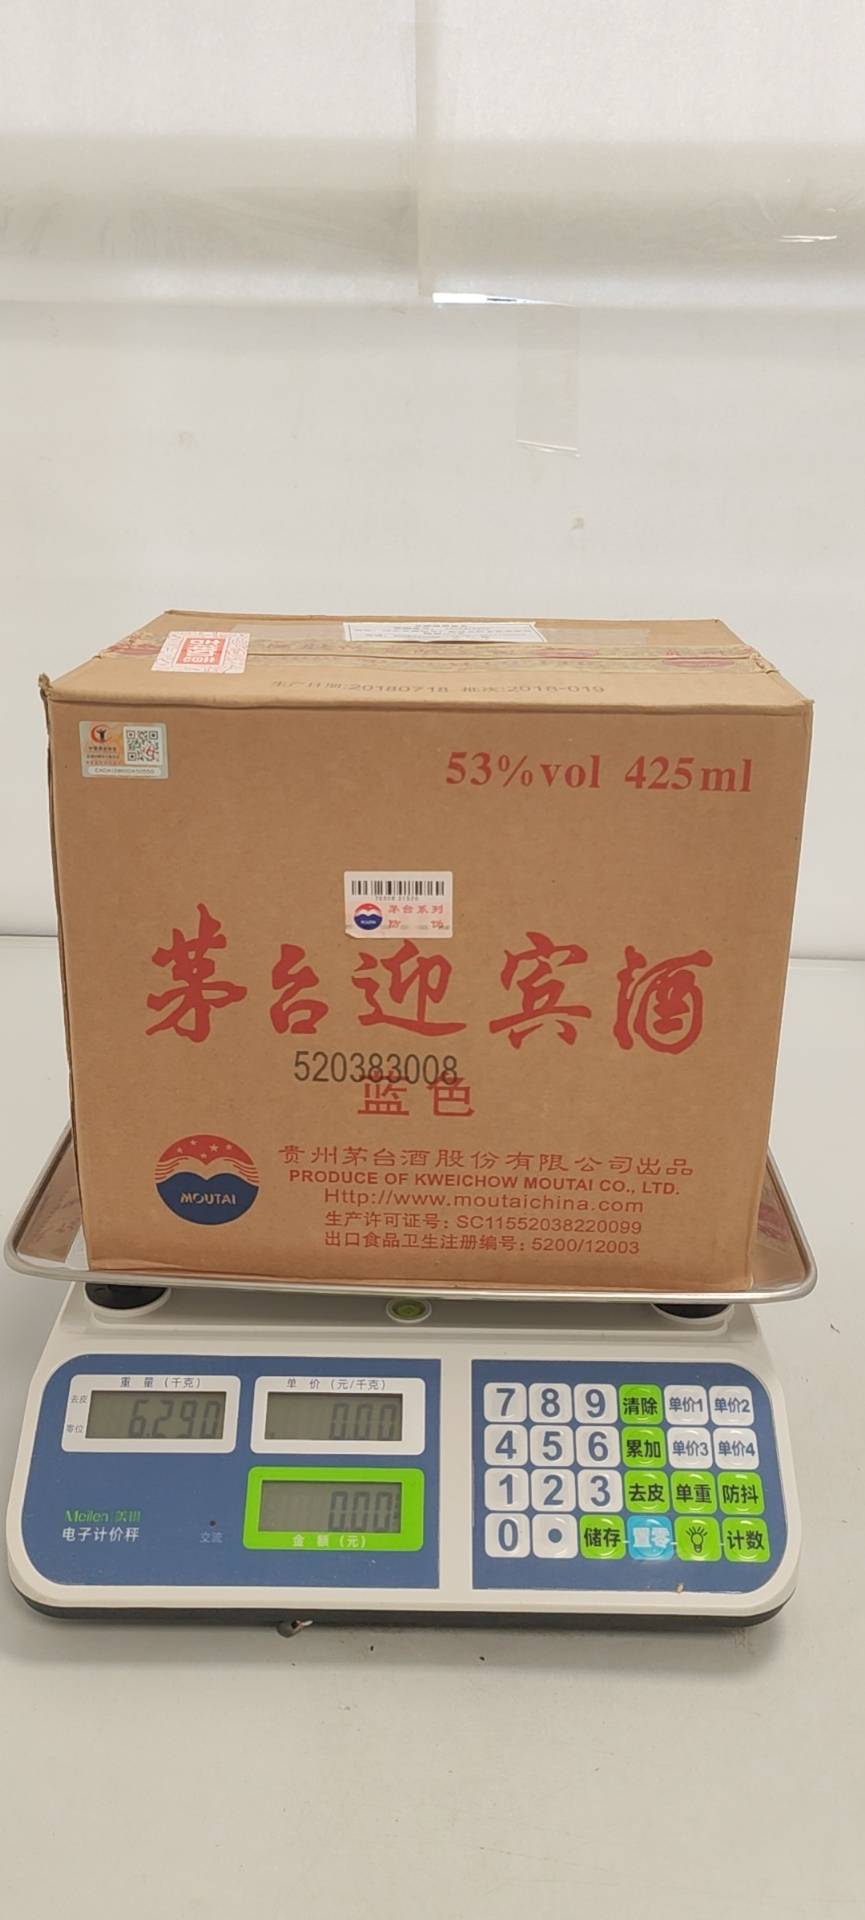 生产日期:20180718 批次:2018-019
53%vol 425ml
茅台系列
茅台迎宾酒
520383008
蓝色
MOUTAI
贵州茅台酒股份有限公司出品
PRODUCE OF KWEICHOW MOUTAI CO., LTD.
Http://www.moutaichina.com
生产许可证号: SC11552038220099
出口食品卫生注册编号: 5200/12003
重量(千克)
单价(元/千克)
去皮
零位
6.290
0.00
0.00
金额(元)
Meilen
电子计价秤
交流
7 8 9 清除 单价1 单价2
4 5 6 累加 单价3 单价4
1 2 3 去皮 单重 防抖
0 • 储存 置零 计数